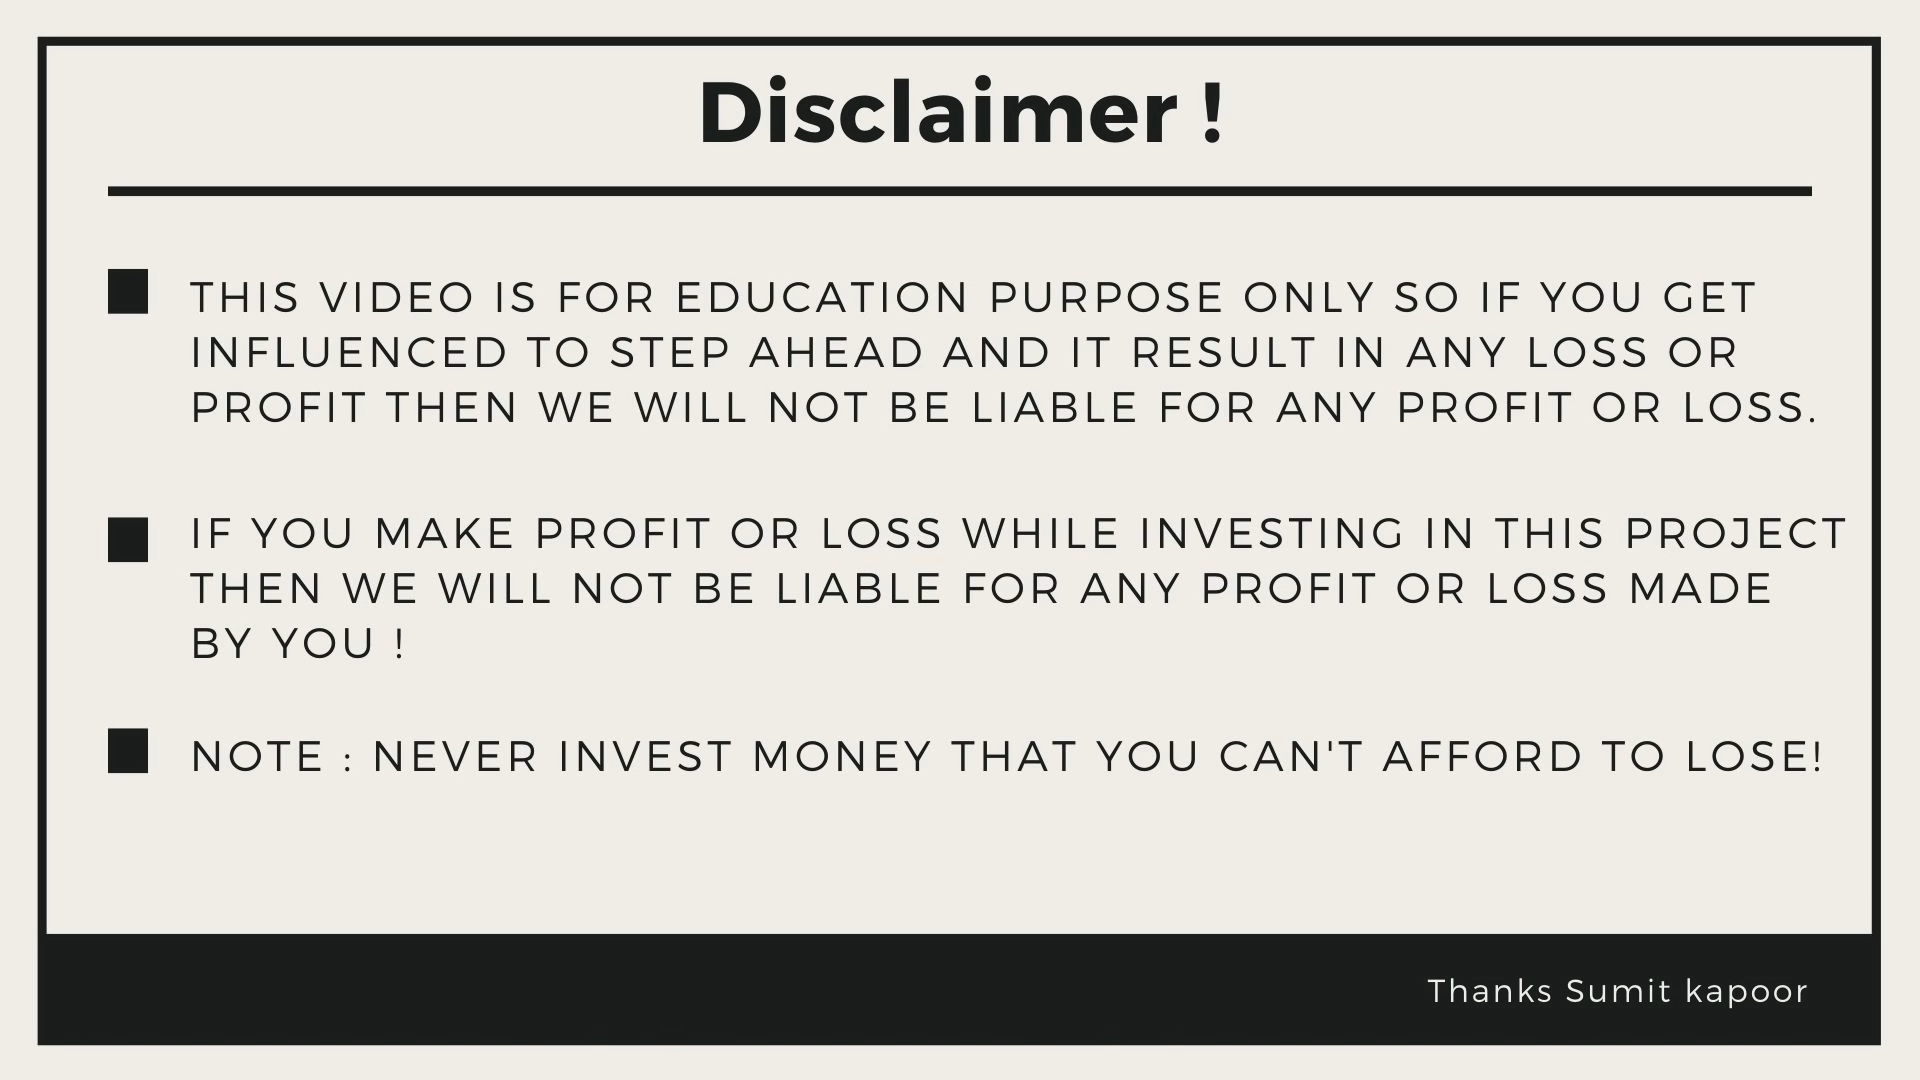 Disclaimer !
THIS VIDEO IS FOR EDUCATION PURPOSE ONLY SO IF YOU GET
INFLUENCED TO STEP AHEAD AND IT RESULT IN ANY LOSS OR
PROFIT THEN WE WILL NOT BE LIABLE FOR ANY PROFIT OR LOSS.
IF YOU MAKE PROFIT OR LOSS WHILE INVESTING IN THIS PROJECT
THEN WE WILL NOT BE LIABLE FOR ANY PROFIT OR LOSS MADE
BY YOU !
NOTE : NEVER INVEST MONEY THAT YOU CAN'T AFFORD TO LOSE!
Thanks Sumit kapoor